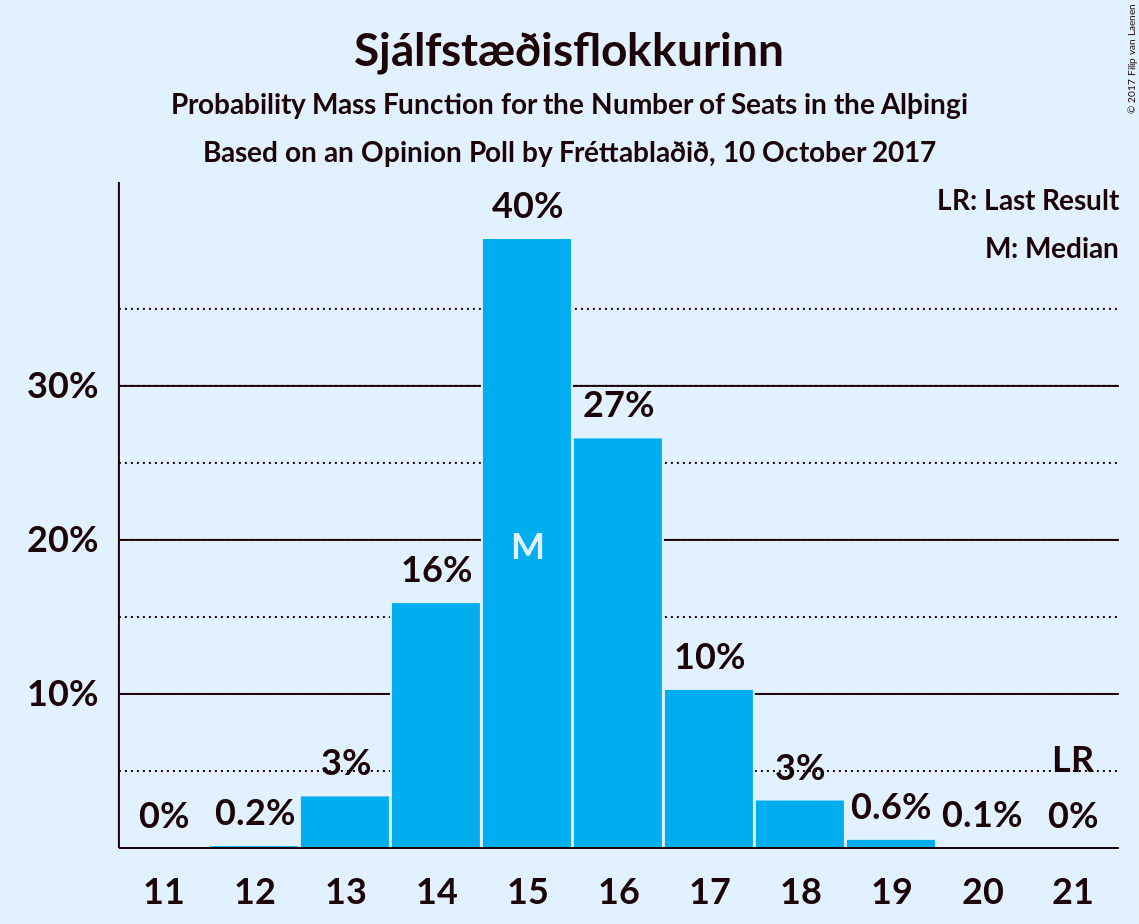 Sjálfstæðisflokkurinn
Probability Mass Function for the Number of Seats in the Alþingi
Based on an Opinion Poll by Fréttablaðið, 10 October 2017
© 2017 Filip van Laenen
LR: Last Result
M: Median
30%
20%
10%
0%
0.2%
3%
16%
40%
M
27%
10%
3%
0.6%
0.1%
LR
0%
11 12 13 14 15 16 17 18 19 20 21